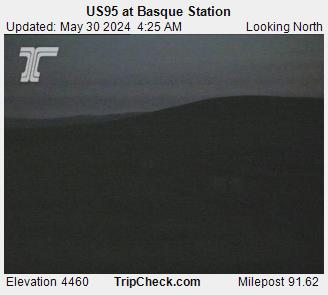 US95 at Basque Station
Updated: May 30 2024 4:25 AM Looking North
Elevation 4460 TripCheck.com Milepost 91.62